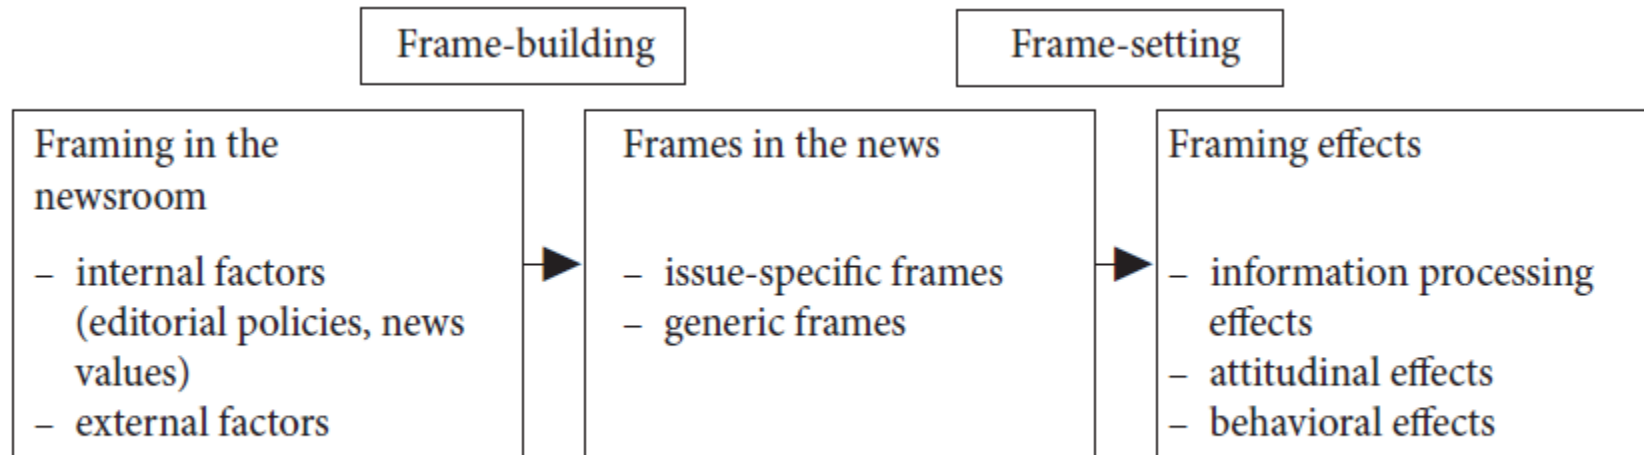 Frame-building
Frame-setting
Framing in the
newsroom
– internal factors
(editorial policies, news
values)
– external factors
Frames in the news
– issue-specific frames
– generic frames
Framing effects
– information processing
effects
– attitudinal effects
– behavioral effects